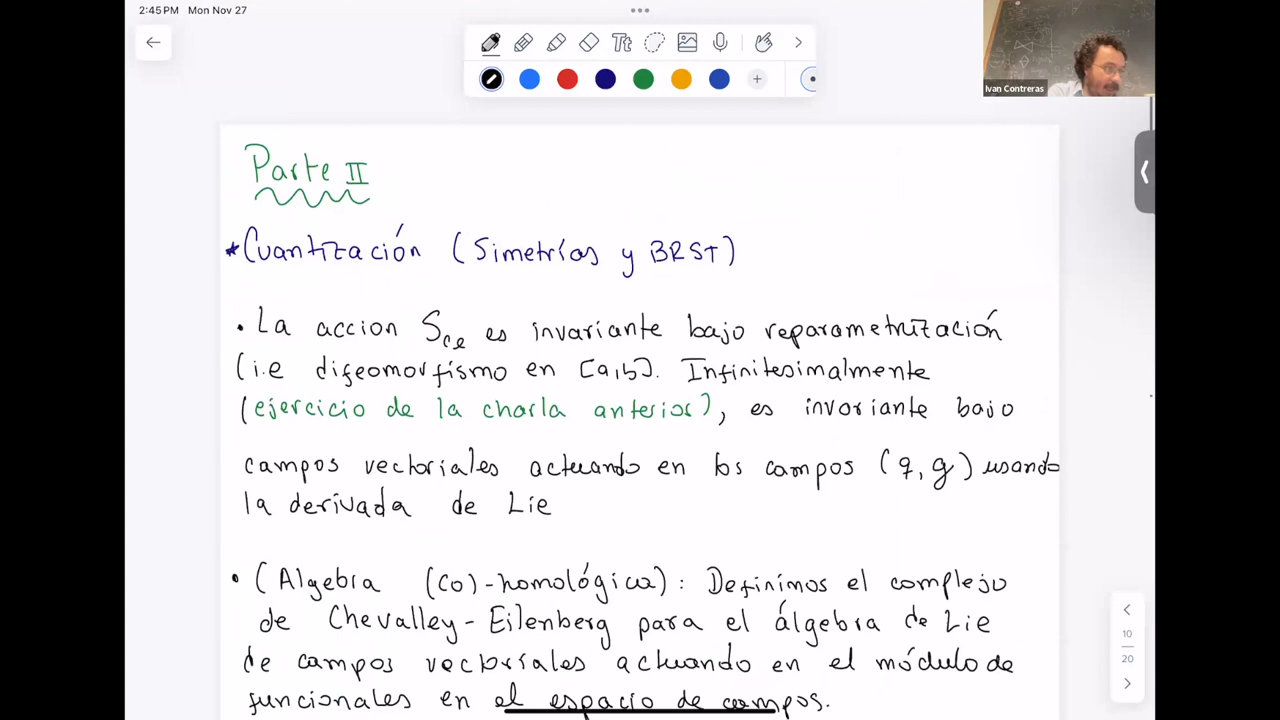 2:45 PM Mon Nov 27
Tt
Ivan Contreras
Parte II
* Cuantización (Simetrías y BRST)
• La accion Sce es invariante bajo reparametrización
(i.e difeomorfismo en [a,b]. Infinitesimalmente
(ejercicio de la charla anterior), es invariante bajo
campos vectoriales actuando en los campos (q, g) usando
la derivada de Lie
• (Algebra (co)-homológica): Definimos el complejo
de Chevalley-Eilenberg para el álgebra de Lie
de campos vectoriales actuando en el módulo de
funcionales en el espacio de campos.
10
20